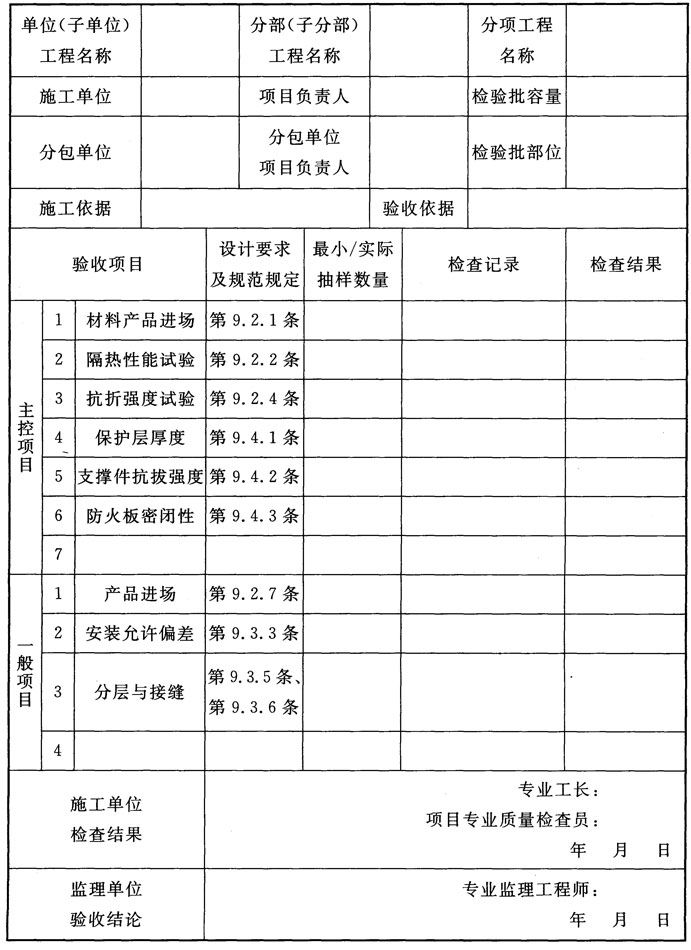 单位(子单位)
工程名称
分部(子分部)
工程名称
分项工程
名称
施工单位
项目负责人
检验批容量
分包单位
分包单位
项目负责人
检验批部位
施工依据
验收依据
验收项目
设计要求
及规范规定
最小/实际
抽样数量
检查记录
检查结果
主控项目
1 材料产品进场 第 9.2.1 条
2 隔热性能试验 第 9.2.2 条
3 抗折强度试验 第 9.2.4 条
4 保护层厚度 第 9.4.1 条
5 支撑件抗拔强度 第 9.4.2 条
6 防火板密闭性 第 9.4.3 条
7
一般项目
1 产品进场 第 9.2.7 条
2 安装允许偏差 第 9.3.3 条
3 分层与接缝 第 9.3.5 条、
第 9.3.6 条
4
施工单位
检查结果
专业工长：
项目专业质量检查员：
年 月 日
监理单位
验收结论
专业监理工程师：
年 月 日